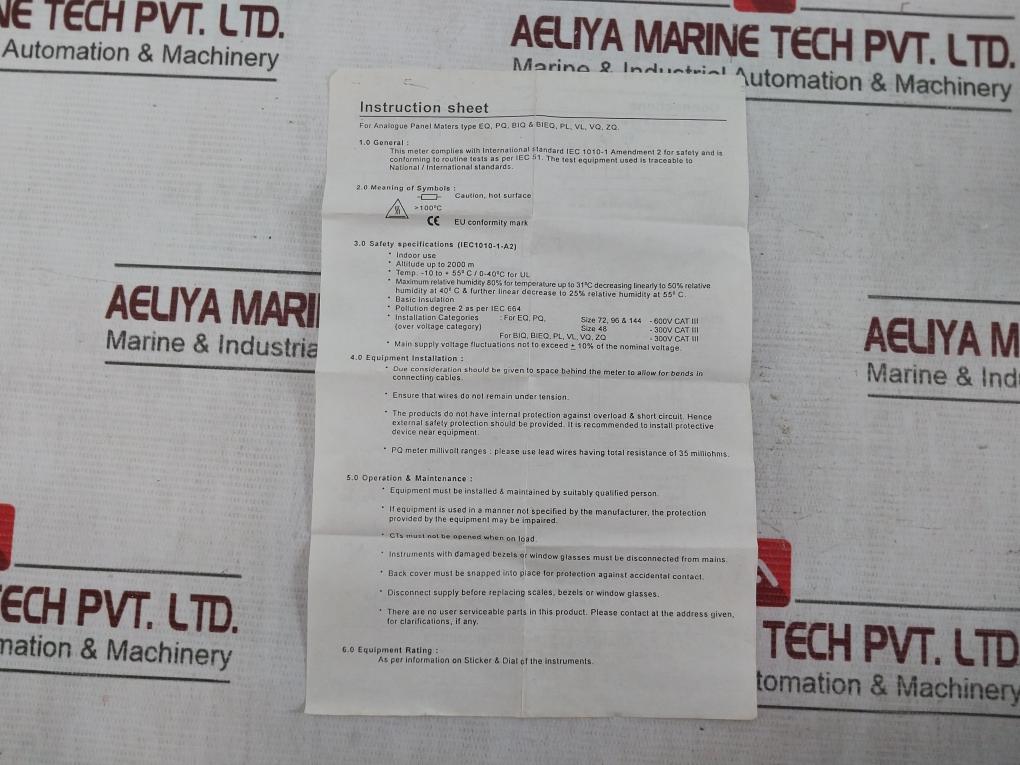 NE TECH PVT. LTD.
Automation & Machinery
AELIYA MARINE TECH PVT. LTD.
Marine & Industrial Automation & Machinery
Instruction sheet
For Analogue Panel Maters type EQ, PQ, BIQ & BIEQ, PL, VL, VQ, ZQ.
1.0 General :
This meter complies with International standard IEC 1010-1 Amendment 2 for safety and is
conforming to routine tests as per IEC 51. The test equipment used is traceable to
National / International standards.
2.0 Meaning of Symbols :
Caution, hot surface
>100°C
CE EU conformity mark
3.0 Safety specifications (IEC1010-1-A2)
* Indoor use
* Altitude up to 2000 m
* Temp. -10 to + 55° C / 0-40°C for UL
* Maximum relative humidity 80% for temperature up to 31°C decreasing linearly to 50% relative
humidity at 40° C & further linear decrease to 25% relative humidity at 55° C.
* Basic Insulation
* Pollution degree 2 as per IEC 664
* Installation Categories : For EQ, PQ, Size 72, 96 & 144 - 600V CAT III
(over voltage category) Size 48 - 300V CAT III
For BIQ, BIEQ, PL, VL, VQ, ZQ - 300V CAT III
* Main supply voltage fluctuations not to exceed ± 10% of the nominal voltage.
4.0 Equipment Installation :
* Due consideration should be given to space behind the meter to allow for bends in
connecting cables.
* Ensure that wires do not remain under tension.
* The products do not have internal protection against overload & short circuit. Hence
external safety protection should be provided. It is recommended to install protective
device near equipment.
* PQ meter millivolt ranges : please use lead wires having total resistance of 35 milliohms.
5.0 Operation & Maintenance :
* Equipment must be installed & maintained by suitably qualified person.
* If equipment is used in a manner not specified by the manufacturer, the protection
provided by the equipment may be impaired.
* CTs must not be opened when on load.
* Instruments with damaged bezels or window glasses must be disconnected from mains.
* Back cover must be snapped into place for protection against accidental contact.
* Disconnect supply before replacing scales, bezels or window glasses.
* There are no user serviceable parts in this product. Please contact at the address given,
for clarifications, if any.
6.0 Equipment Rating :
As per information on Sticker & Dial of the instruments.
AELIYA MARI
Marine & Industria
AELIYA M
Marine & Ind
ECH PVT. LTD.
mation & Machinery
TECH PVT. LTD
tomation & Machinery